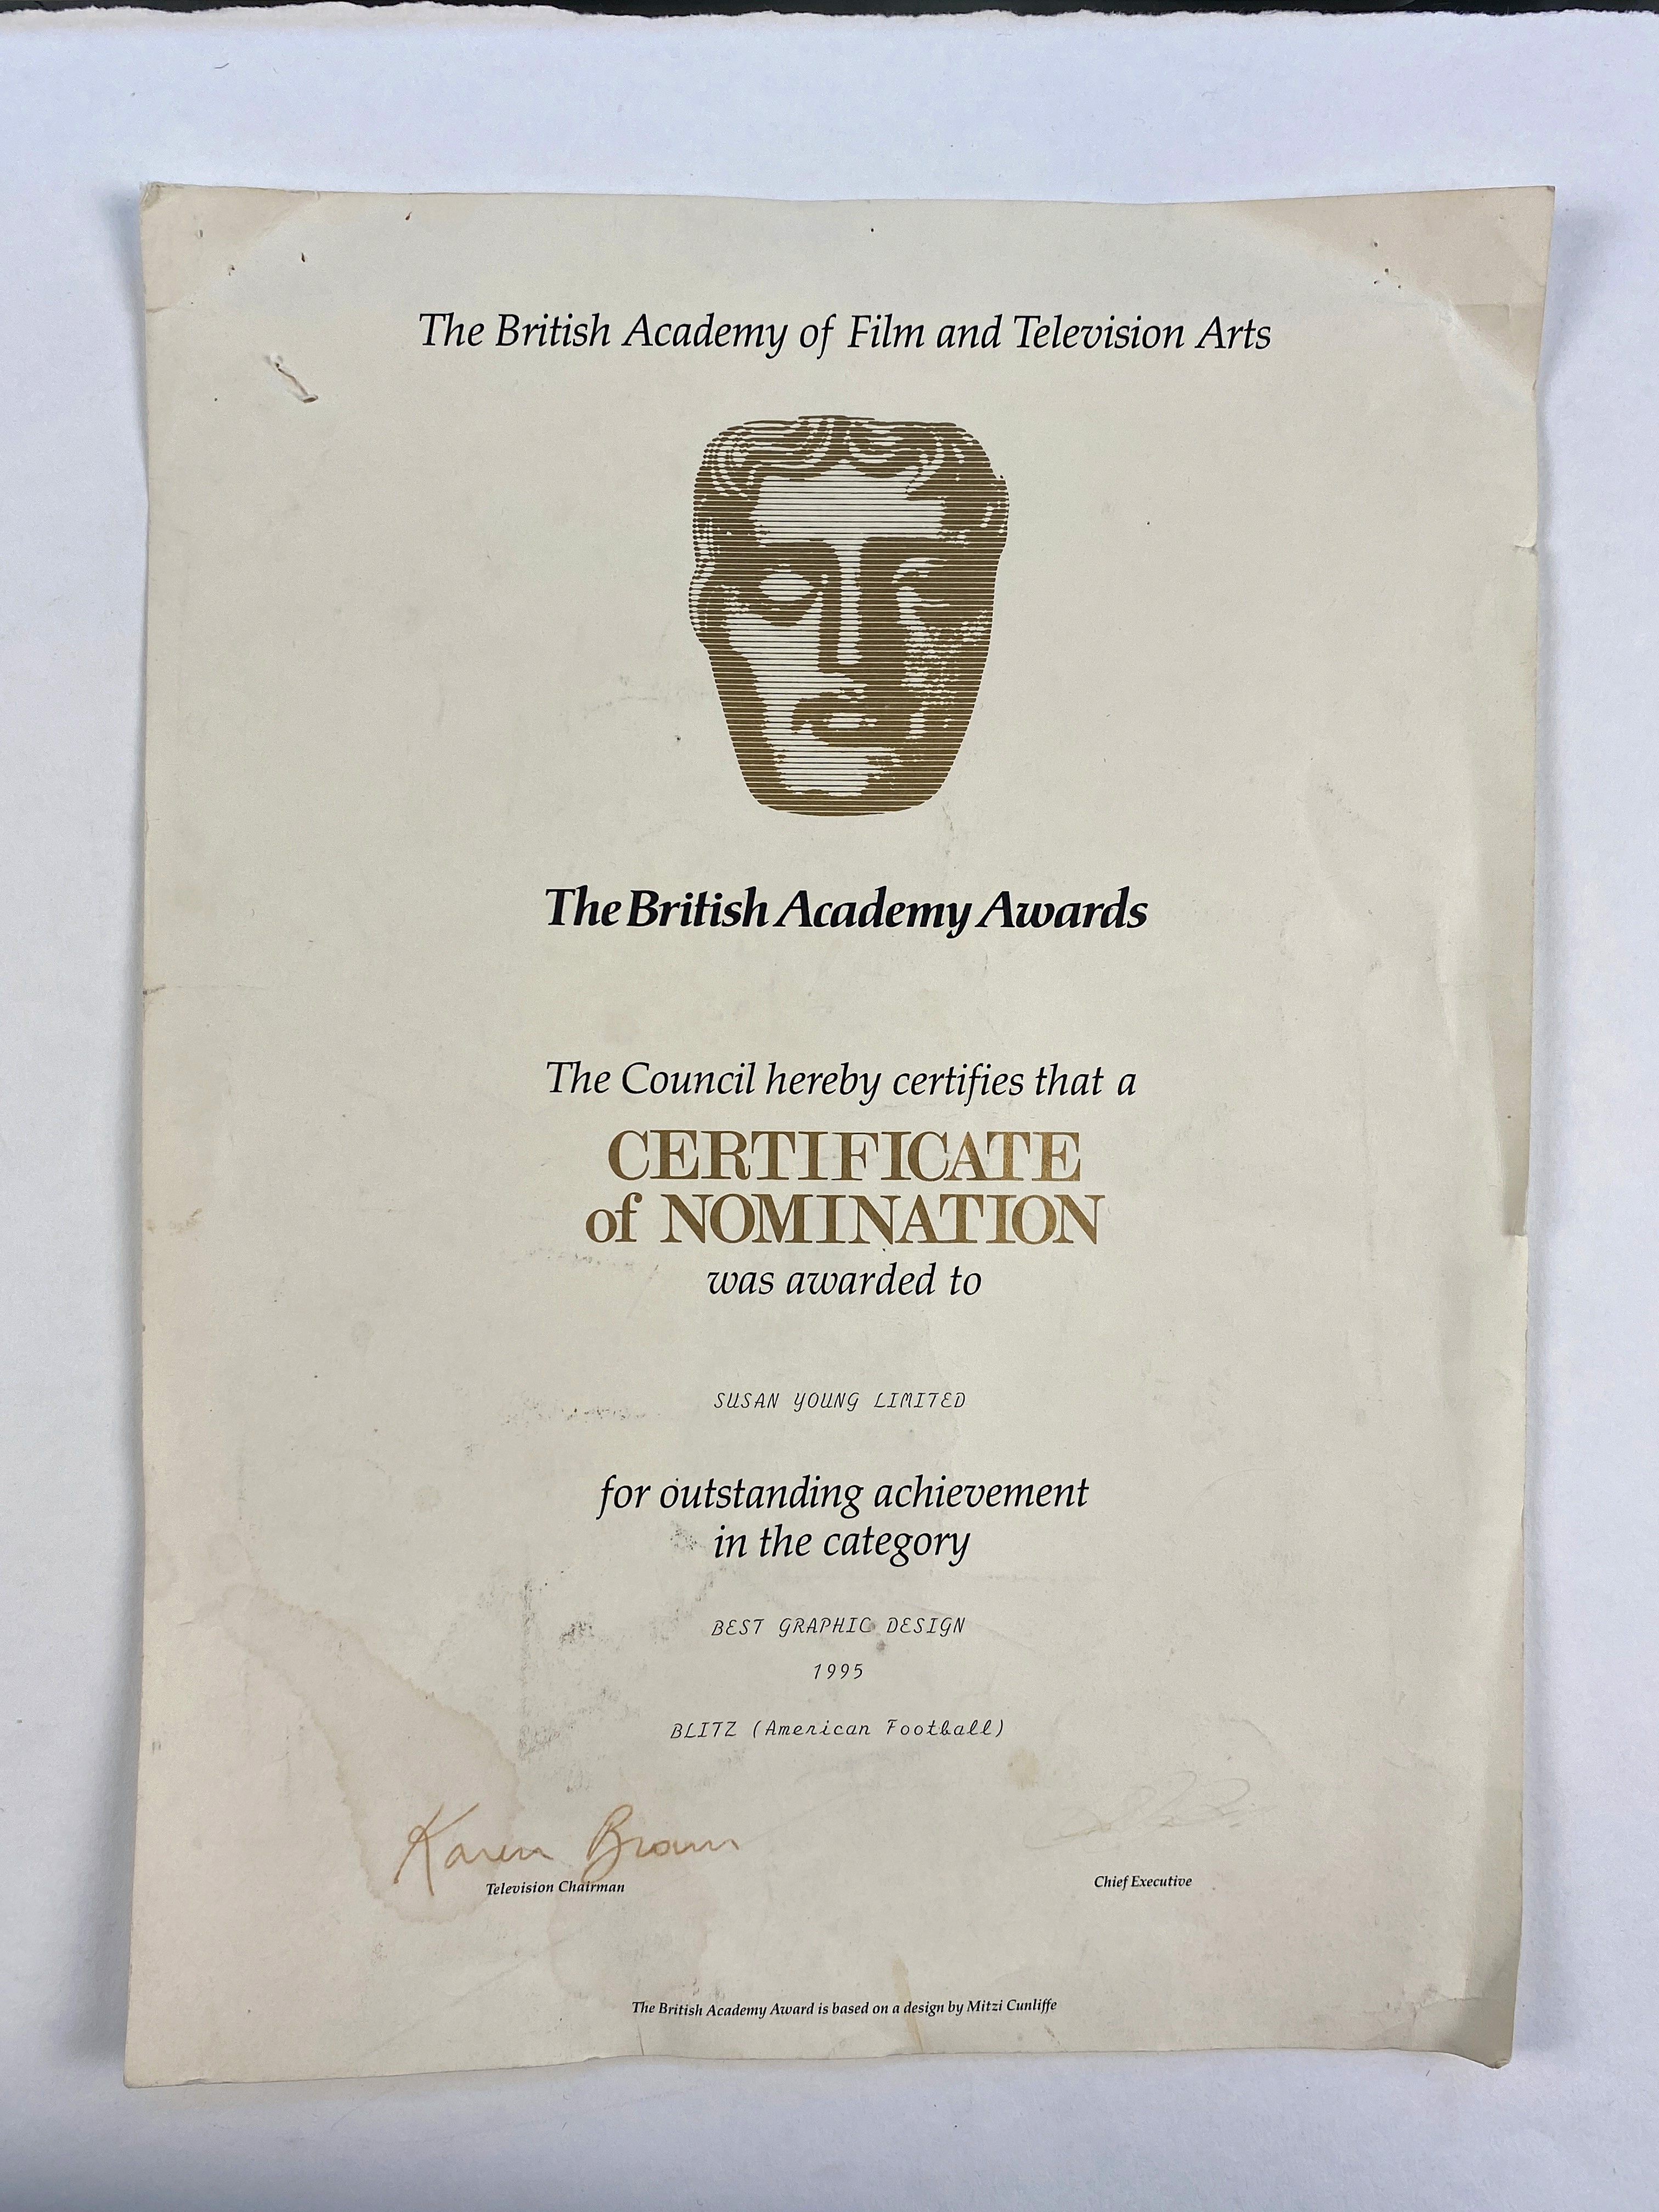 The British Academy of Film and Television Arts
The British Academy Awards
The Council hereby certifies that a
CERTIFICATE
of NOMINATION
was awarded to
SUSAN YOUNG LIMITED
for outstanding achievement
in the category
BEST GRAPHIC DESIGN
1995
BLITZ (American Football)
Karen Brown
Television Chairman
Chief Executive
The British Academy Award is based on a design by Mitzi Cunliffe